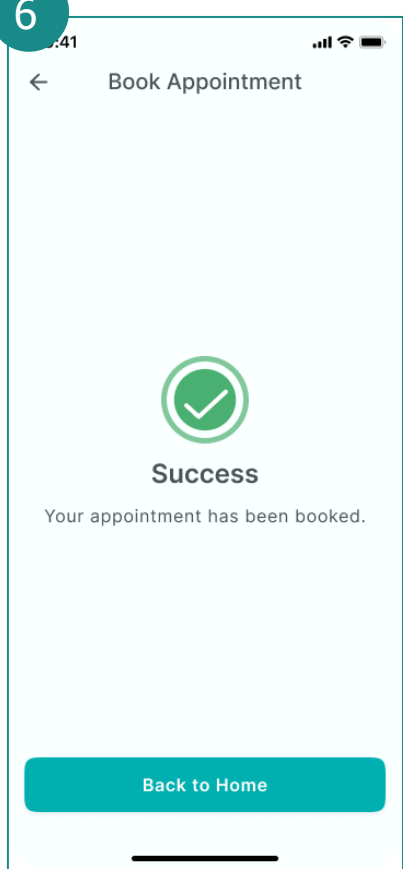 6
:41
Book Appointment
Success
Your appointment has been booked.
Back to Home